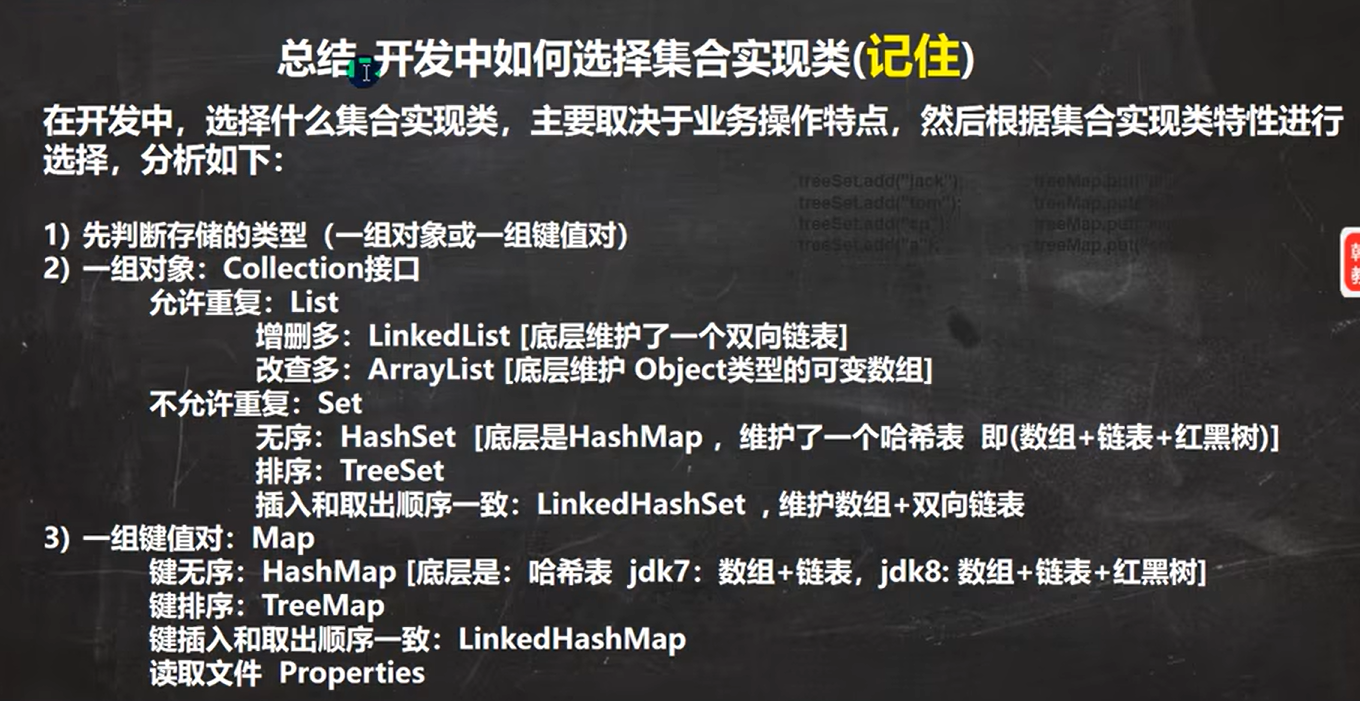 总结-开发中如何选择集合实现类(记住)
在开发中，选择什么集合实现类，主要取决于业务操作特点，然后根据集合实现类特性进行
选择，分析如下：
treeSet.add("jack");
treeSet.add("tom");
treeSet.add("sp");
treeSet.add("a"
treeMap.put("
treeMap.put("
treeMap.put("
treeMap.put("
1) 先判断存储的类型（一组对象或一组键值对）
2) 一组对象：Collection接口
允许重复：List
增删多：LinkedList [底层维护了一个双向链表]
改查多：ArrayList [底层维护 Object类型的可变数组]
不允许重复：Set
无序：HashSet [底层是HashMap ，维护了一个哈希表 即(数组+链表+红黑树)]
排序：TreeSet
插入和取出顺序一致：LinkedHashSet ，维护数组+双向链表
3) 一组键值对：Map
键无序：HashMap [底层是：哈希表 jdk7：数组+链表，jdk8: 数组+链表+红黑树]
键排序：TreeMap
键插入和取出顺序一致：LinkedHashMap
读取文件 Properties